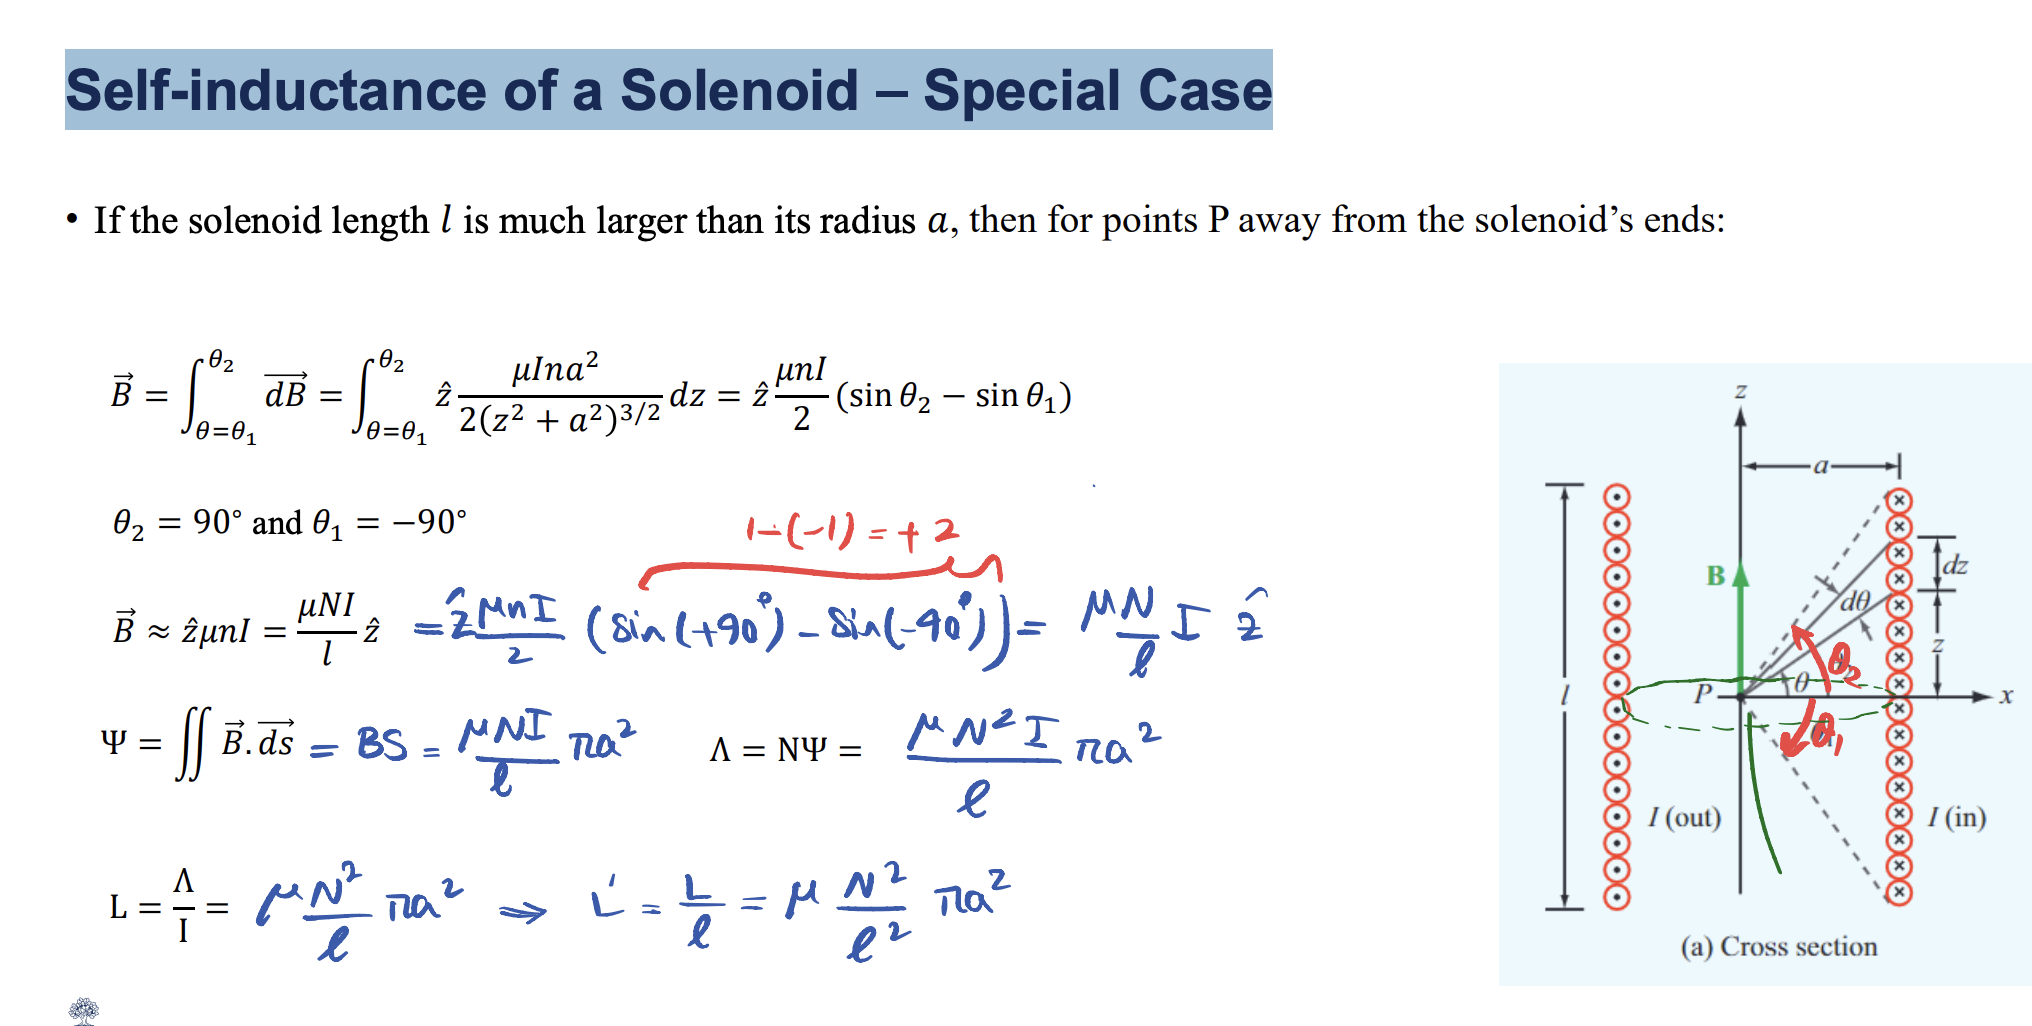 Self-inductance of a Solenoid – Special Case
• If the solenoid length l is much larger than its radius a, then for points P away from the solenoid's ends:
B⃗ = ∫_{θ=θ₁}^{θ₂} dB⃗ = ∫_{θ=θ₁}^{θ₂} ẑ μIna²/2(z² + a²)^{3/2} dz = ẑ μnI/2 (sin θ₂ − sin θ₁)
θ₂ = 90° and θ₁ = −90°
1-(-1) = +2
B⃗ ≈ ẑμnI = μNI/l ẑ = ẑ μnI/2 (sin(+90°) - sin(-90°)) = μN/l I ẑ
Ψ = ∬ B⃗. ds⃗ = BS = μNI/l πa² Λ = NΨ = μN²I/l πa²
L = Λ/I = μN²/l πa² ⇒ L' = L/l = μ N²/l² πa²
z
a
dz
B
dθ
z
θ₂
P
θ
x
l
θ₁
I (out)
I (in)
(a) Cross section